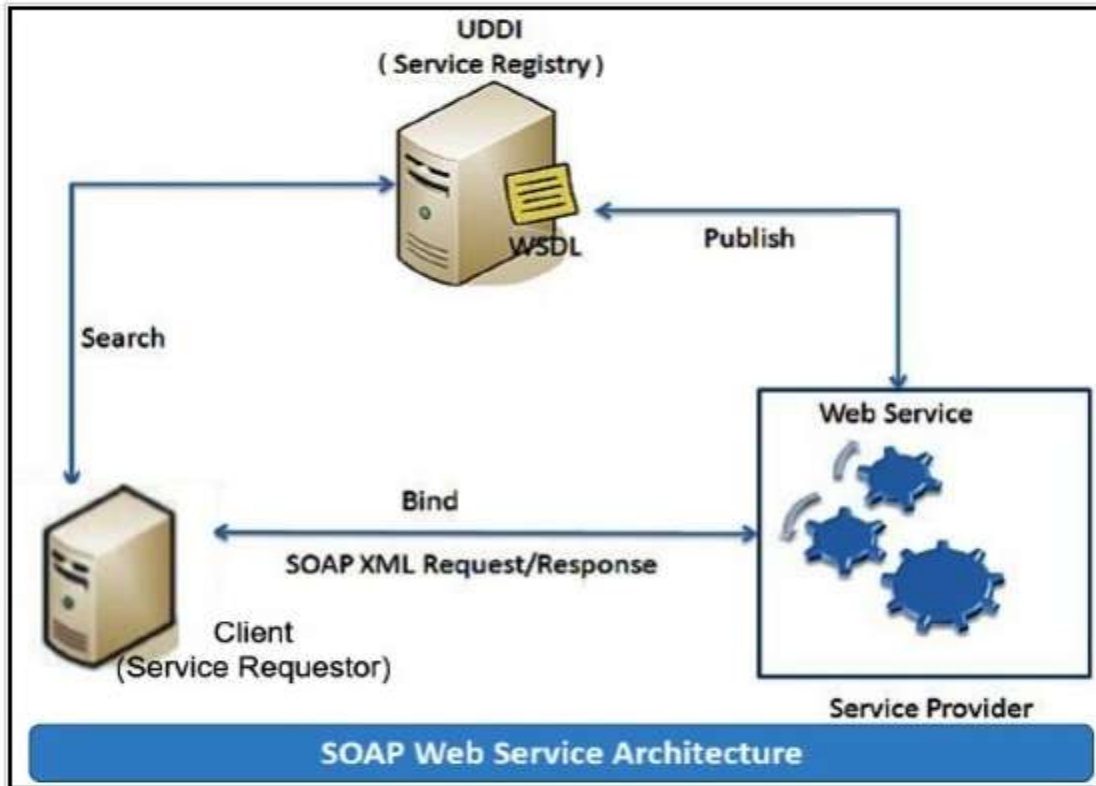 UDDI
( Service Registry )
WSDL
Publish
Search
Web Service
Bind
SOAP XML Request/Response
Client
(Service Requestor)
Service Provider
SOAP Web Service Architecture